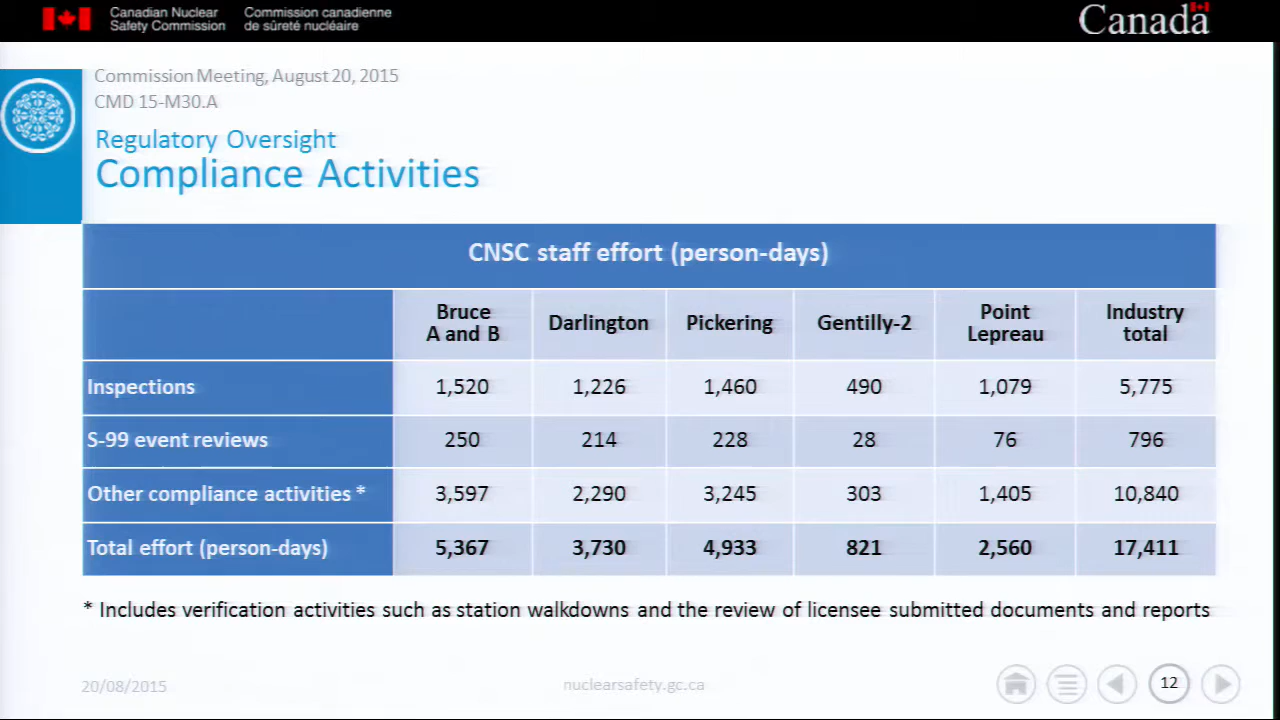 Canadian Nuclear Safety Commission
Commission canadienne de sûreté nucléaire
Canada
Commission Meeting, August 20, 2015
CMD 15-M30.A
Regulatory Oversight
Compliance Activities
CNSC staff effort (person-days)
Bruce A and B Darlington Pickering Gentilly-2 Point Lepreau Industry total
Inspections 1,520 1,226 1,460 490 1,079 5,775
S-99 event reviews 250 214 228 28 76 796
Other compliance activities * 3,597 2,290 3,245 303 1,405 10,840
Total effort (person-days) 5,367 3,730 4,933 821 2,560 17,411
* Includes verification activities such as station walkdowns and the review of licensee submitted documents and reports
20/08/2015 nuclearsafety.gc.ca 12